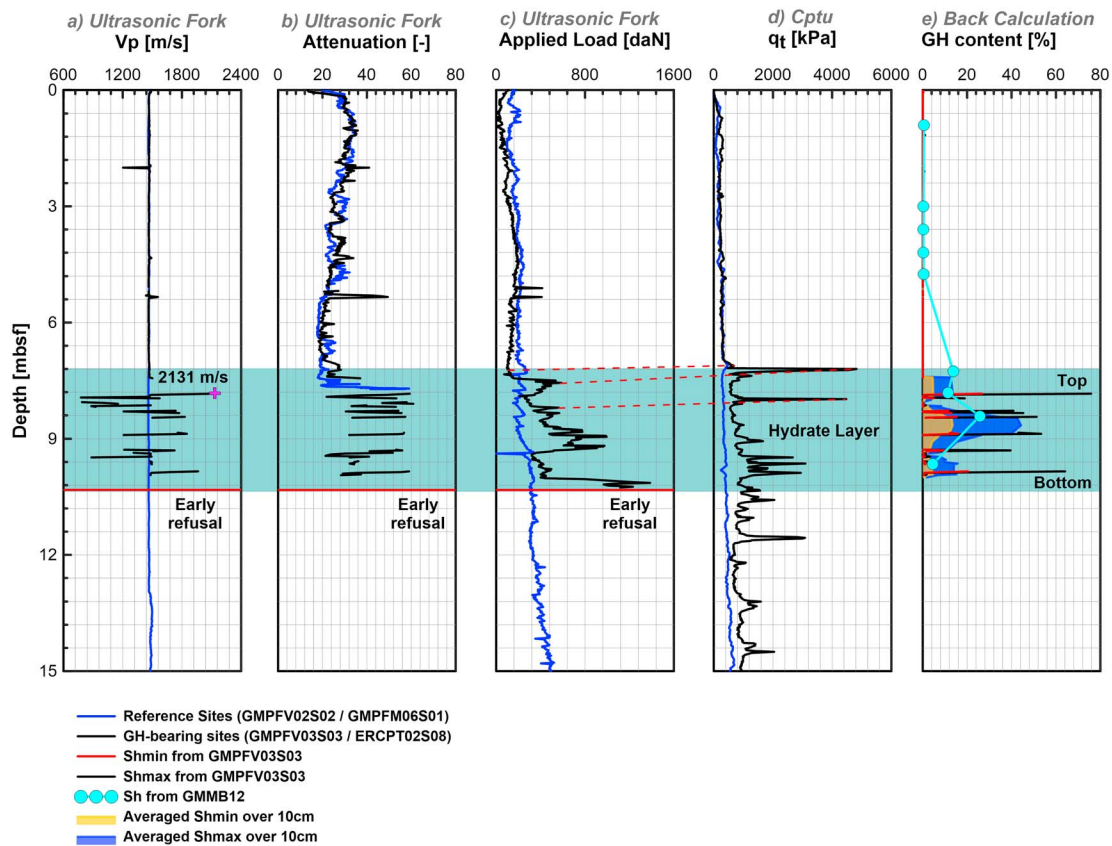 a) Ultrasonic Fork
Vp [m/s]
b) Ultrasonic Fork
Attenuation [-]
c) Ultrasonic Fork
Applied Load [daN]
d) Cptu
qt [kPa]
e) Back Calculation
GH content [%]
600 1200 1800 2400
0 20 40 60 80
0 800 1600
0 2000 4000 6000
0 20 40 60 80
0
3
6
9
12
15
Depth [mbsf]
2131 m/s
Top
Hydrate Layer
Bottom
Early
refusal
Early
refusal
Early
refusal
Reference Sites (GMPFV02S02 / GMPFM06S01)
GH-bearing sites (GMPFV03S03 / ERCPT02S08)
Shmin from GMPFV03S03
Shmax from GMPFV03S03
Sh from GMMB12
Averaged Shmin over 10cm
Averaged Shmax over 10cm